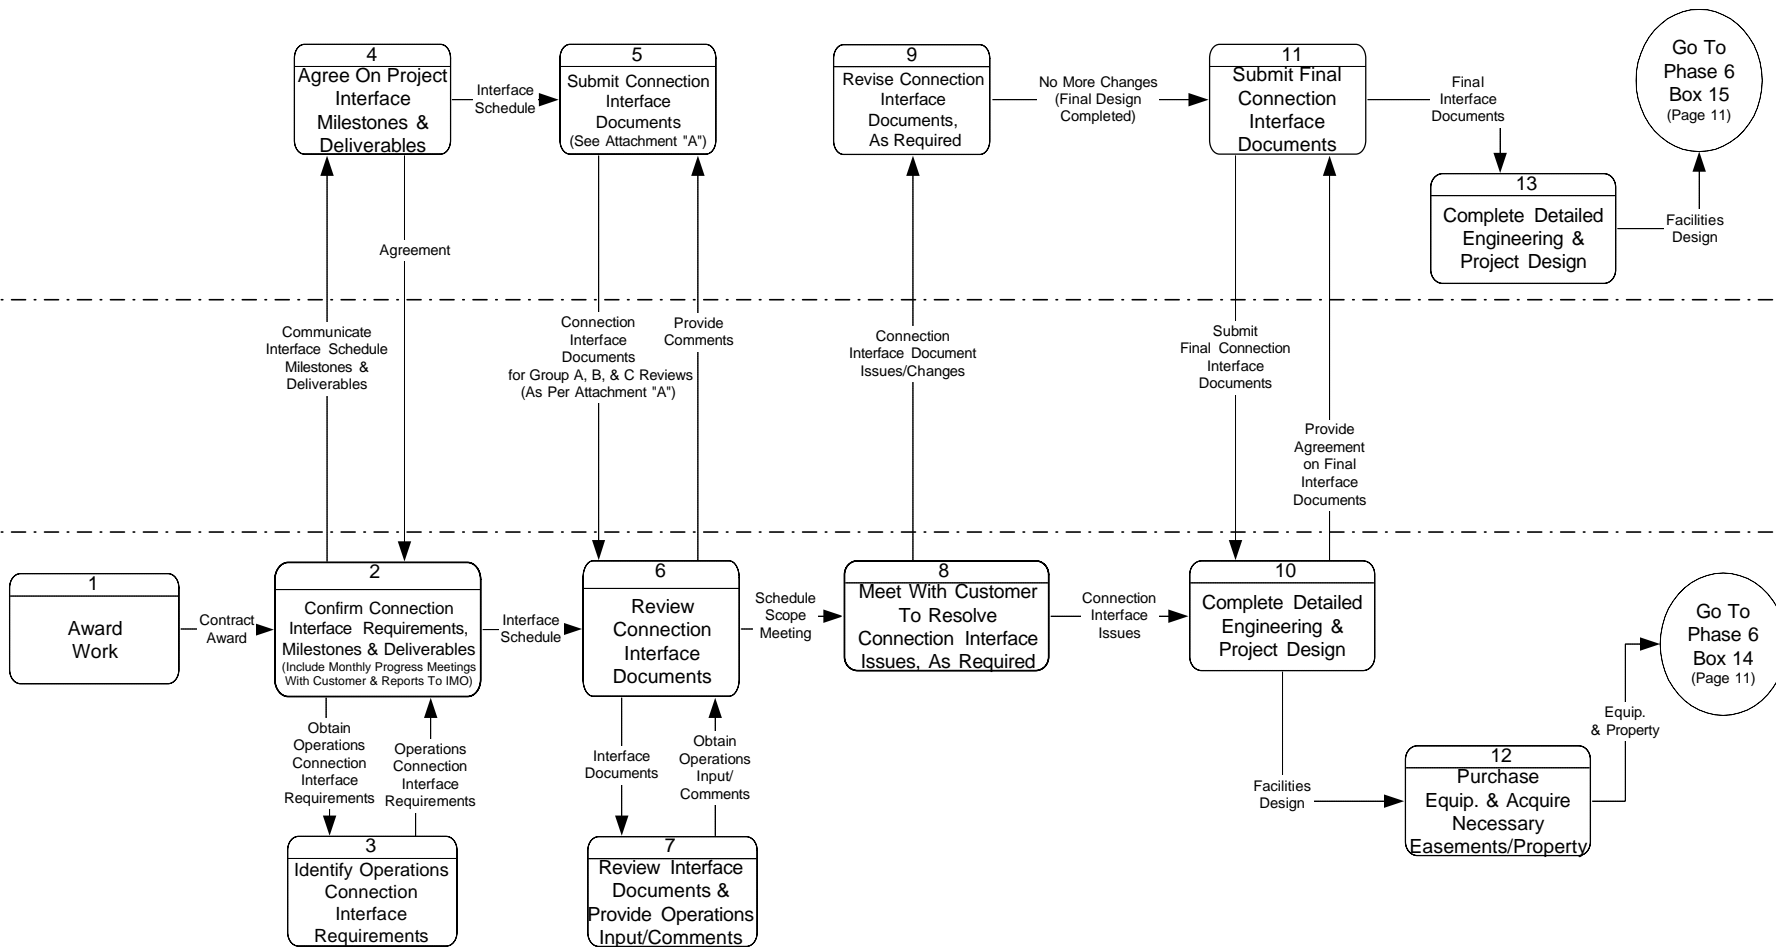 4
Agree On Project
Interface
Milestones &
Deliverables
Interface
Schedule
5
Submit Connection
Interface
Documents
(See Attachment "A")
9
Revise Connection
Interface
Documents,
As Required
No More Changes
(Final Design
Completed)
11
Submit Final
Connection
Interface
Documents
Final
Interface
Documents
Go To
Phase 6
Box 15
(Page 11)
13
Complete Detailed
Engineering &
Project Design
Facilities
Design
Agreement
Communicate
Interface Schedule
Milestones &
Deliverables
Connection
Interface
Documents
for Group A, B, & C Reviews
(As Per Attachment "A")
Provide
Comments
Connection
Interface Document
Issues/Changes
Submit
Final Connection
Interface
Documents
Provide
Agreement
on Final
Interface
Documents
1
Award
Work
Contract
Award
2
Confirm Connection
Interface Requirements,
Milestones & Deliverables
(Include Monthly Progress Meetings
With Customer & Reports To IMO)
Interface
Schedule
6
Review
Connection
Interface
Documents
Schedule
Scope
Meeting
8
Meet With Customer
To Resolve
Connection Interface
Issues, As Required
Connection
Interface
Issues
10
Complete Detailed
Engineering &
Project Design
Go To
Phase 6
Box 14
(Page 11)
Obtain
Operations
Connection
Interface
Requirements
Operations
Connection
Interface
Requirements
Interface
Documents
Obtain
Operations
Input/
Comments
Facilities
Design
Equip.
& Property
12
Purchase
Equip. & Acquire
Necessary
Easements/Property
3
Identify Operations
Connection
Interface
Requirements
7
Review Interface
Documents &
Provide Operations
Input/Comments